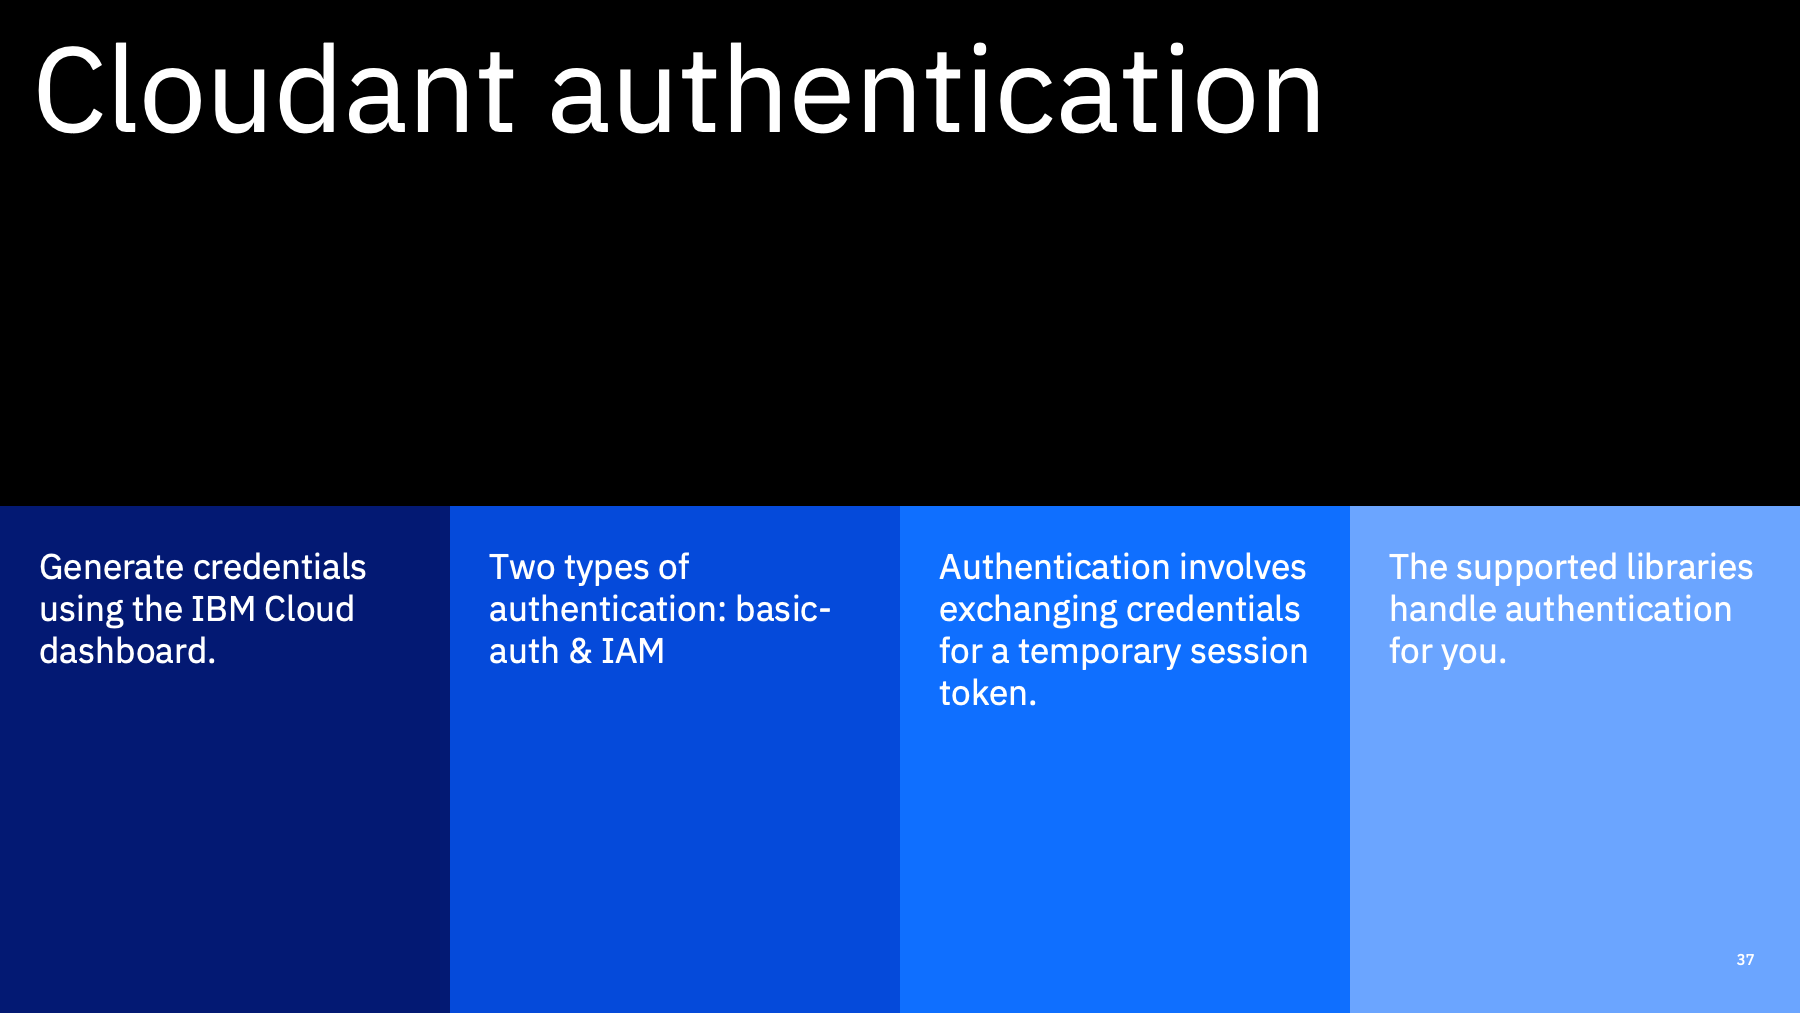 Cloudant authentication
Generate credentials
using the IBM Cloud
dashboard.
Two types of
authentication: basic-
auth & IAM
Authentication involves
exchanging credentials
for a temporary session
token.
The supported libraries
handle authentication
for you.
37